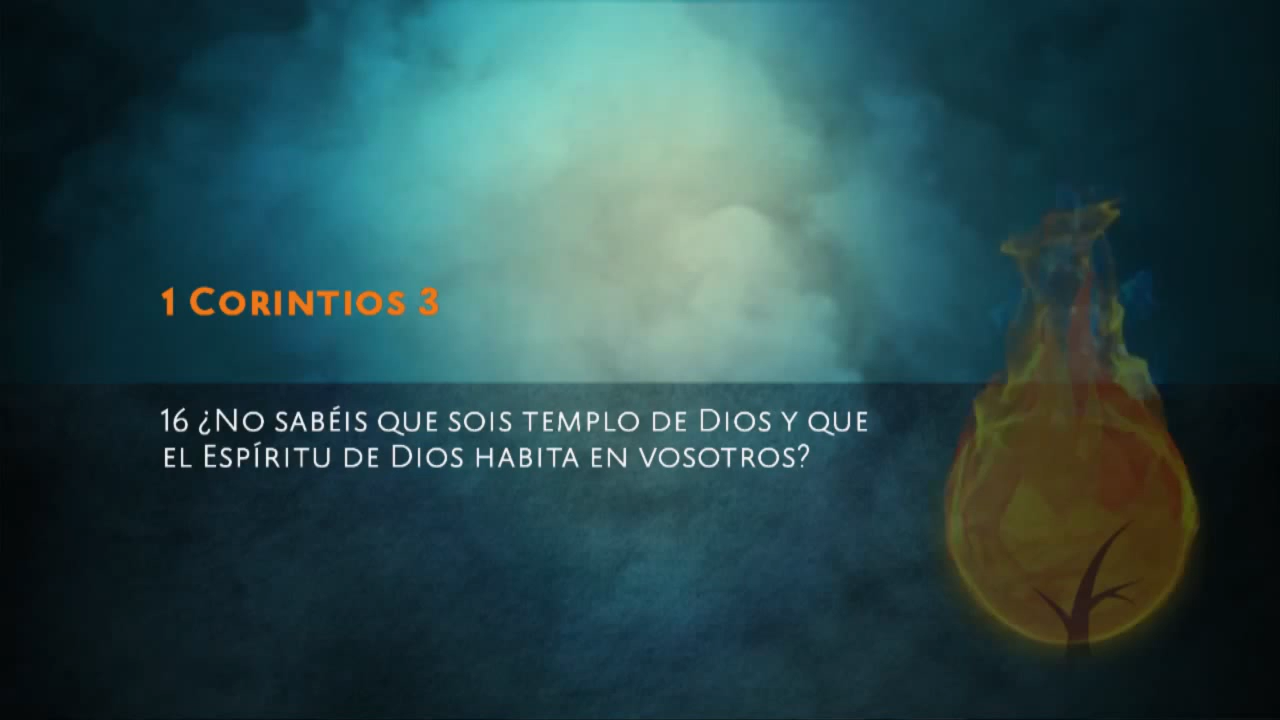 1 Corintios 3
16 ¿No sabéis que sois templo de Dios y que
el Espíritu de Dios habita en vosotros?